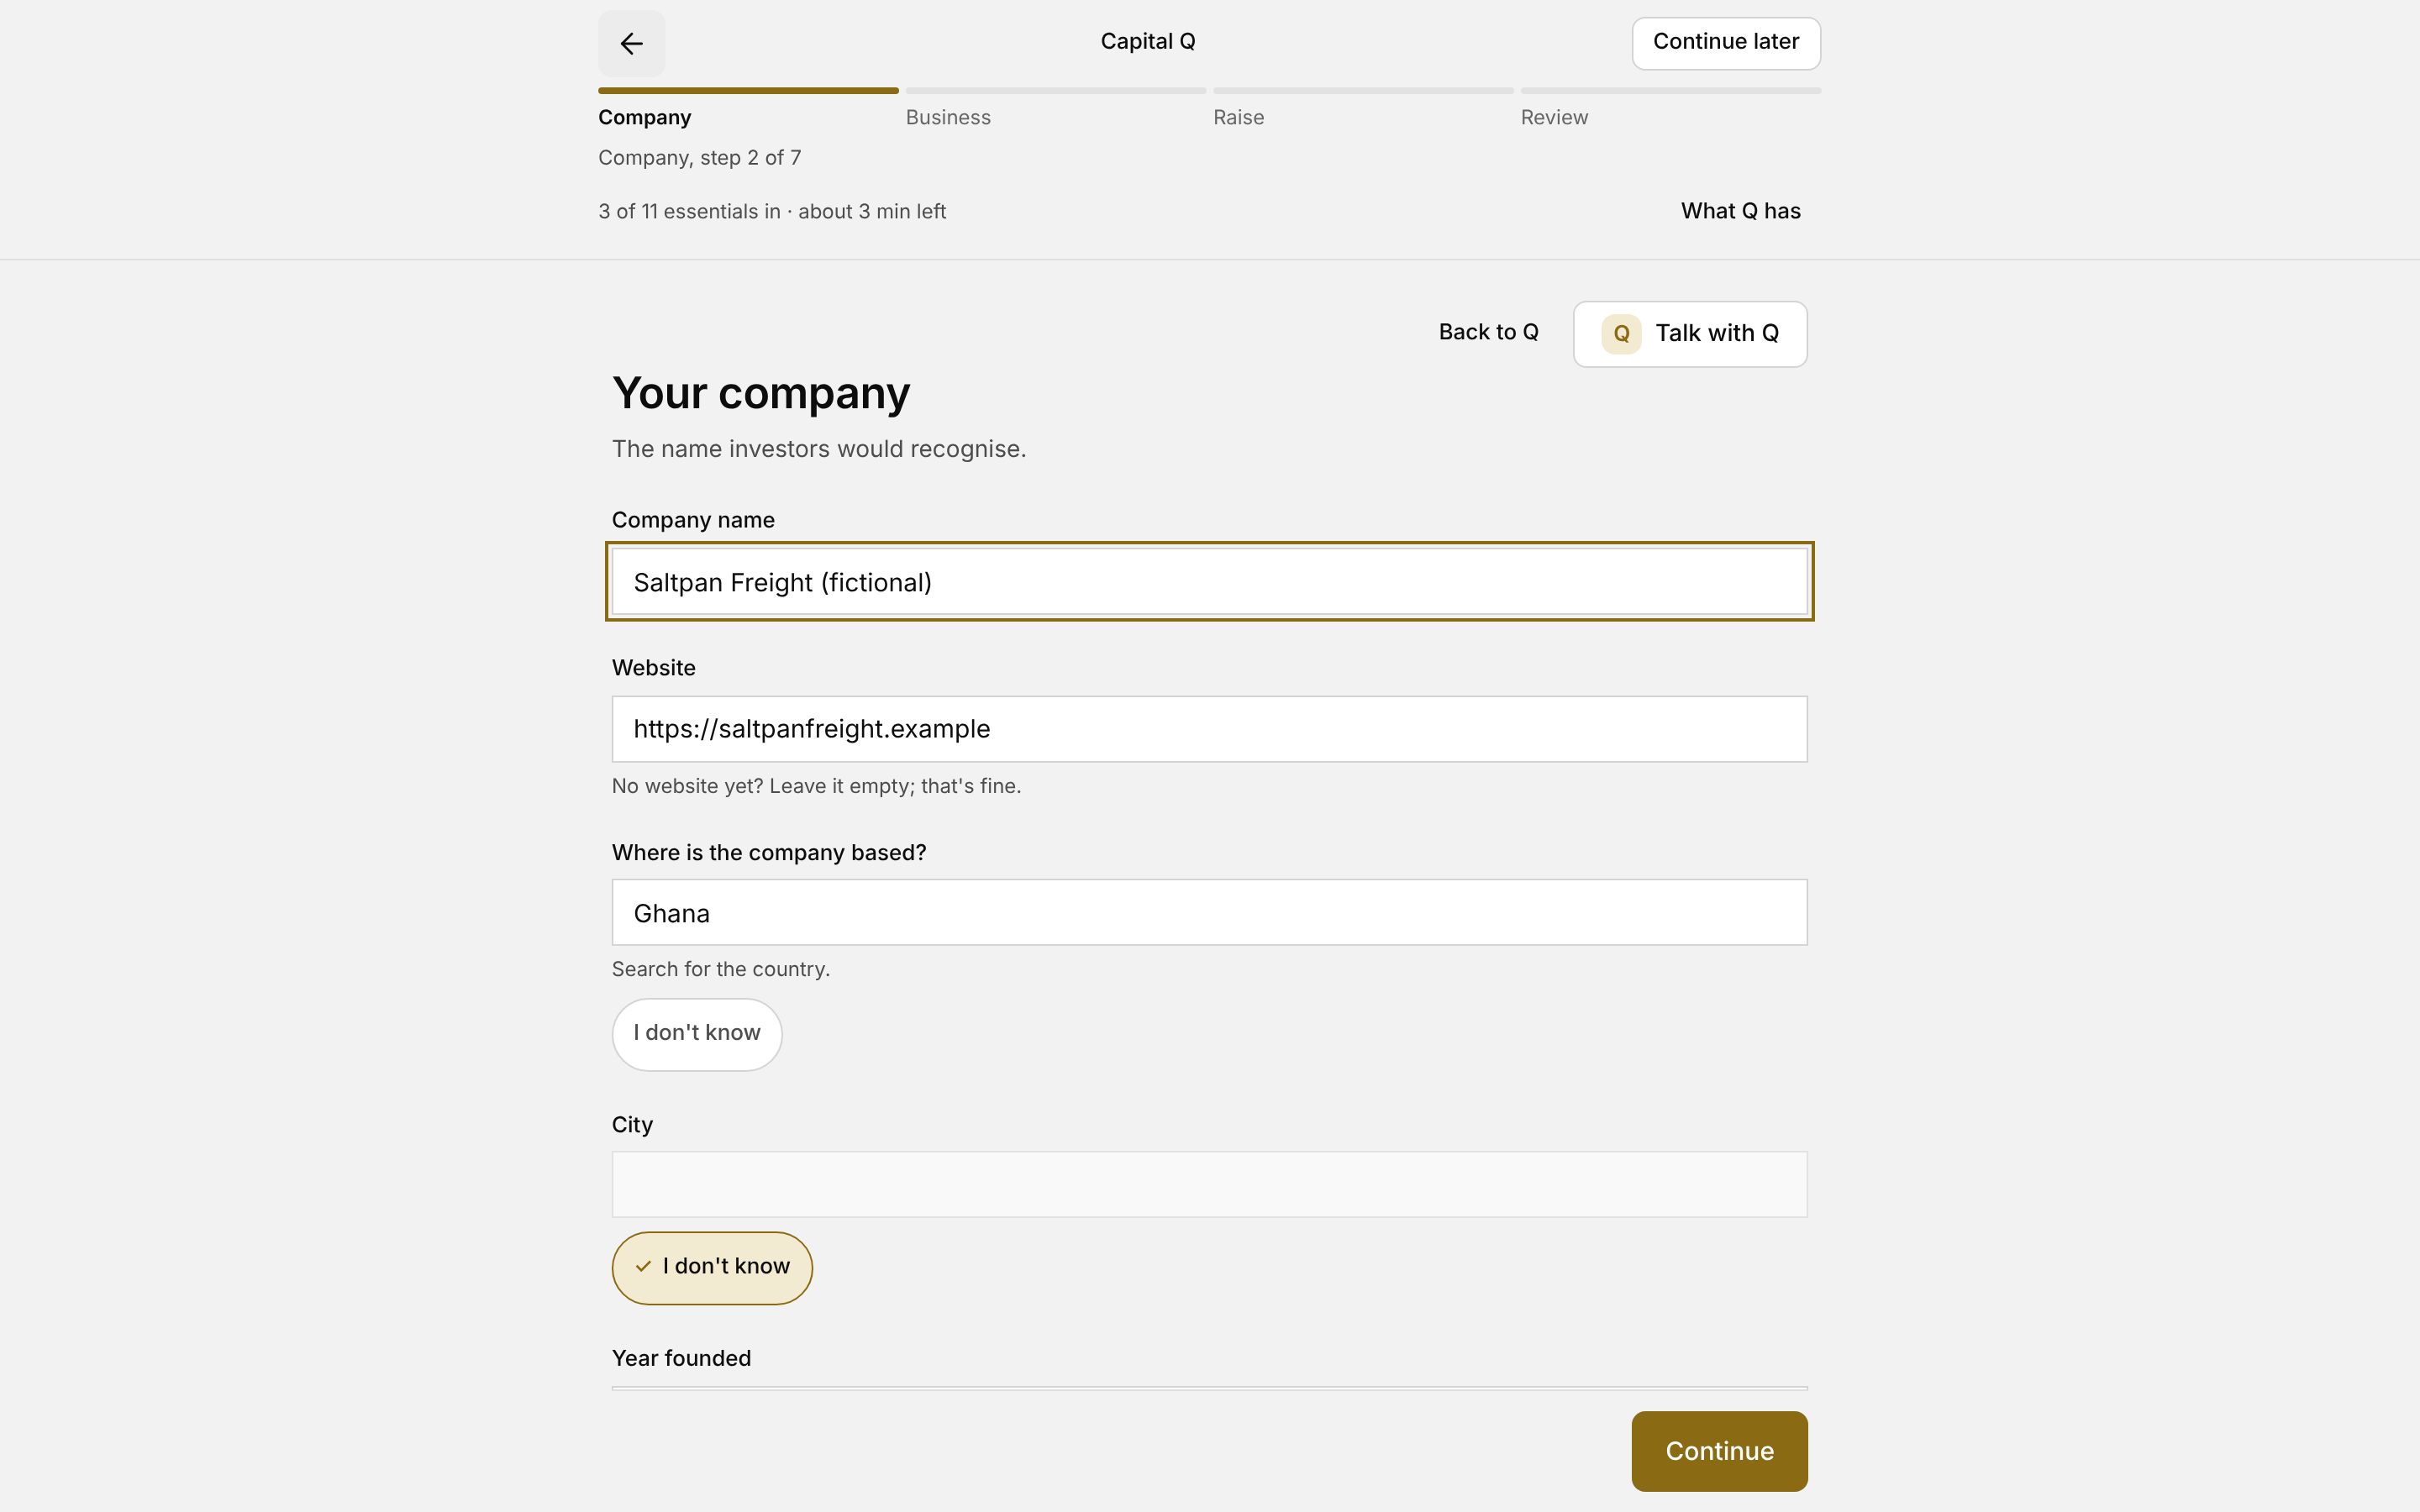 Capital Q
Continue later
Company
Business
Raise
Review
Company, step 2 of 7
3 of 11 essentials in · about 3 min left
What Q has
Back to Q
Q Talk with Q
Your company
The name investors would recognise.
Company name
Saltpan Freight (fictional)
Website
https://saltpanfreight.example
No website yet? Leave it empty; that's fine.
Where is the company based?
Ghana
Search for the country.
I don't know
City
I don't know
Year founded
Continue